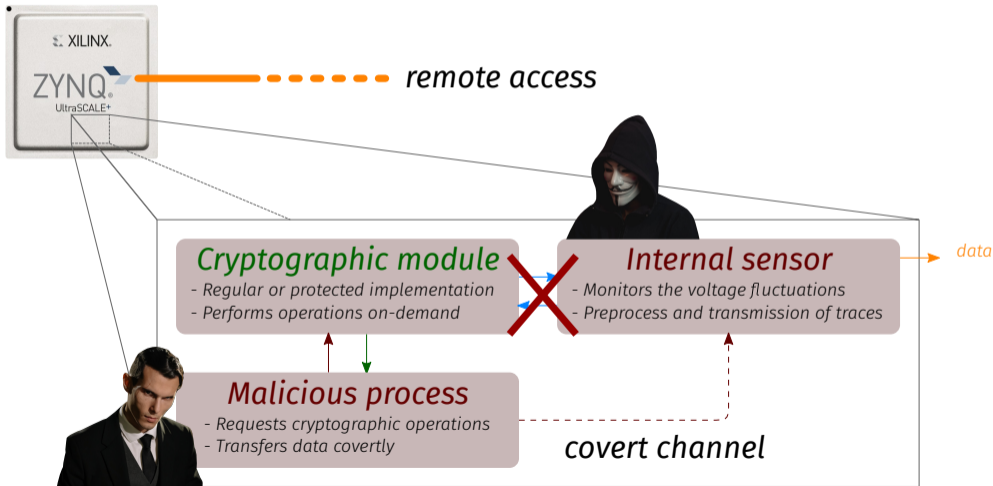 XILINX.
ZYNQ.®
UltraSCALE+
remote access
Cryptographic module
- Regular or protected implementation
- Performs operations on-demand
Internal sensor
- Monitors the voltage fluctuations
- Preprocess and transmission of traces
data
Malicious process
- Requests cryptographic operations
- Transfers data covertly
covert channel